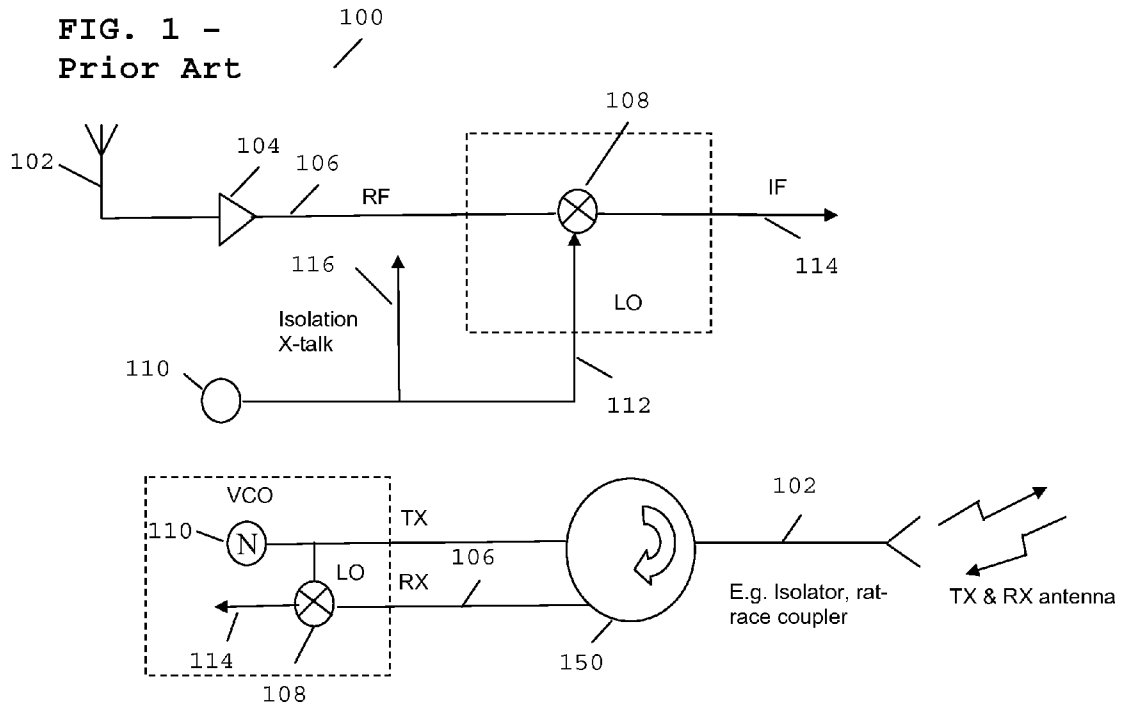 FIG. 1 –
Prior Art
100
108
102
104
106
RF
IF
116
114
LO
Isolation
X-talk
110
112
VCO
102
110
N
TX
106
LO
RX
E.g. Isolator, rat-
race coupler
TX & RX antenna
114
150
108